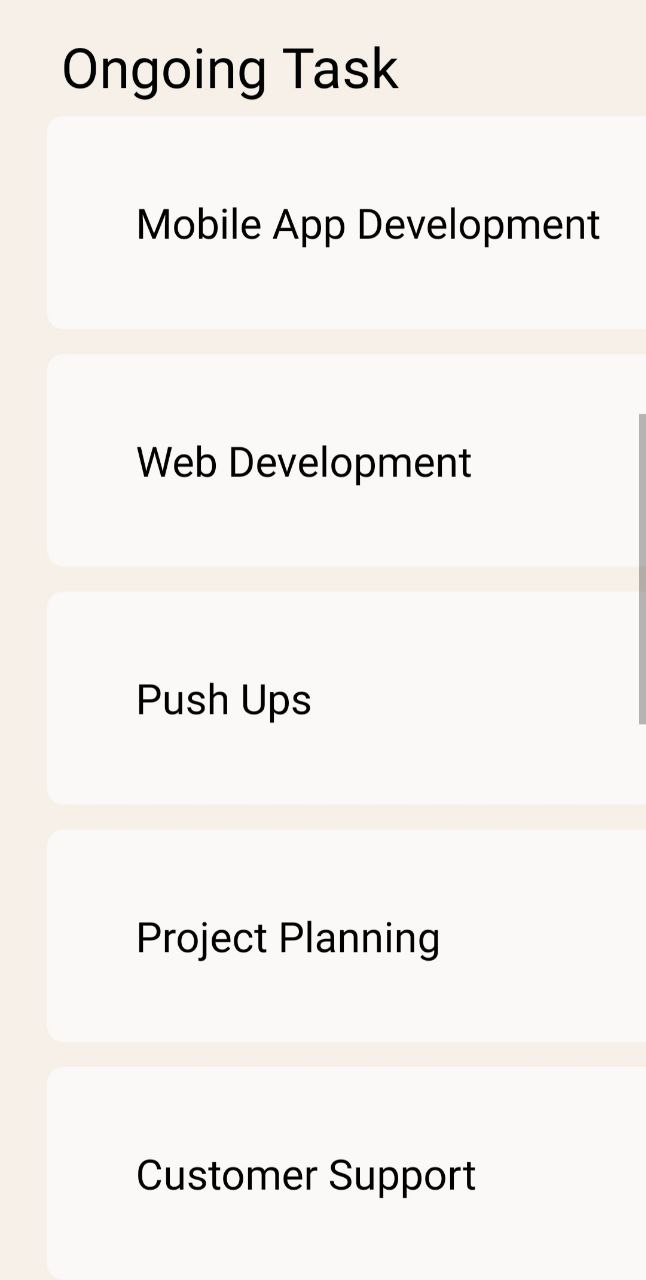 Ongoing Task
Mobile App Development
Web Development
Push Ups
Project Planning
Customer Support